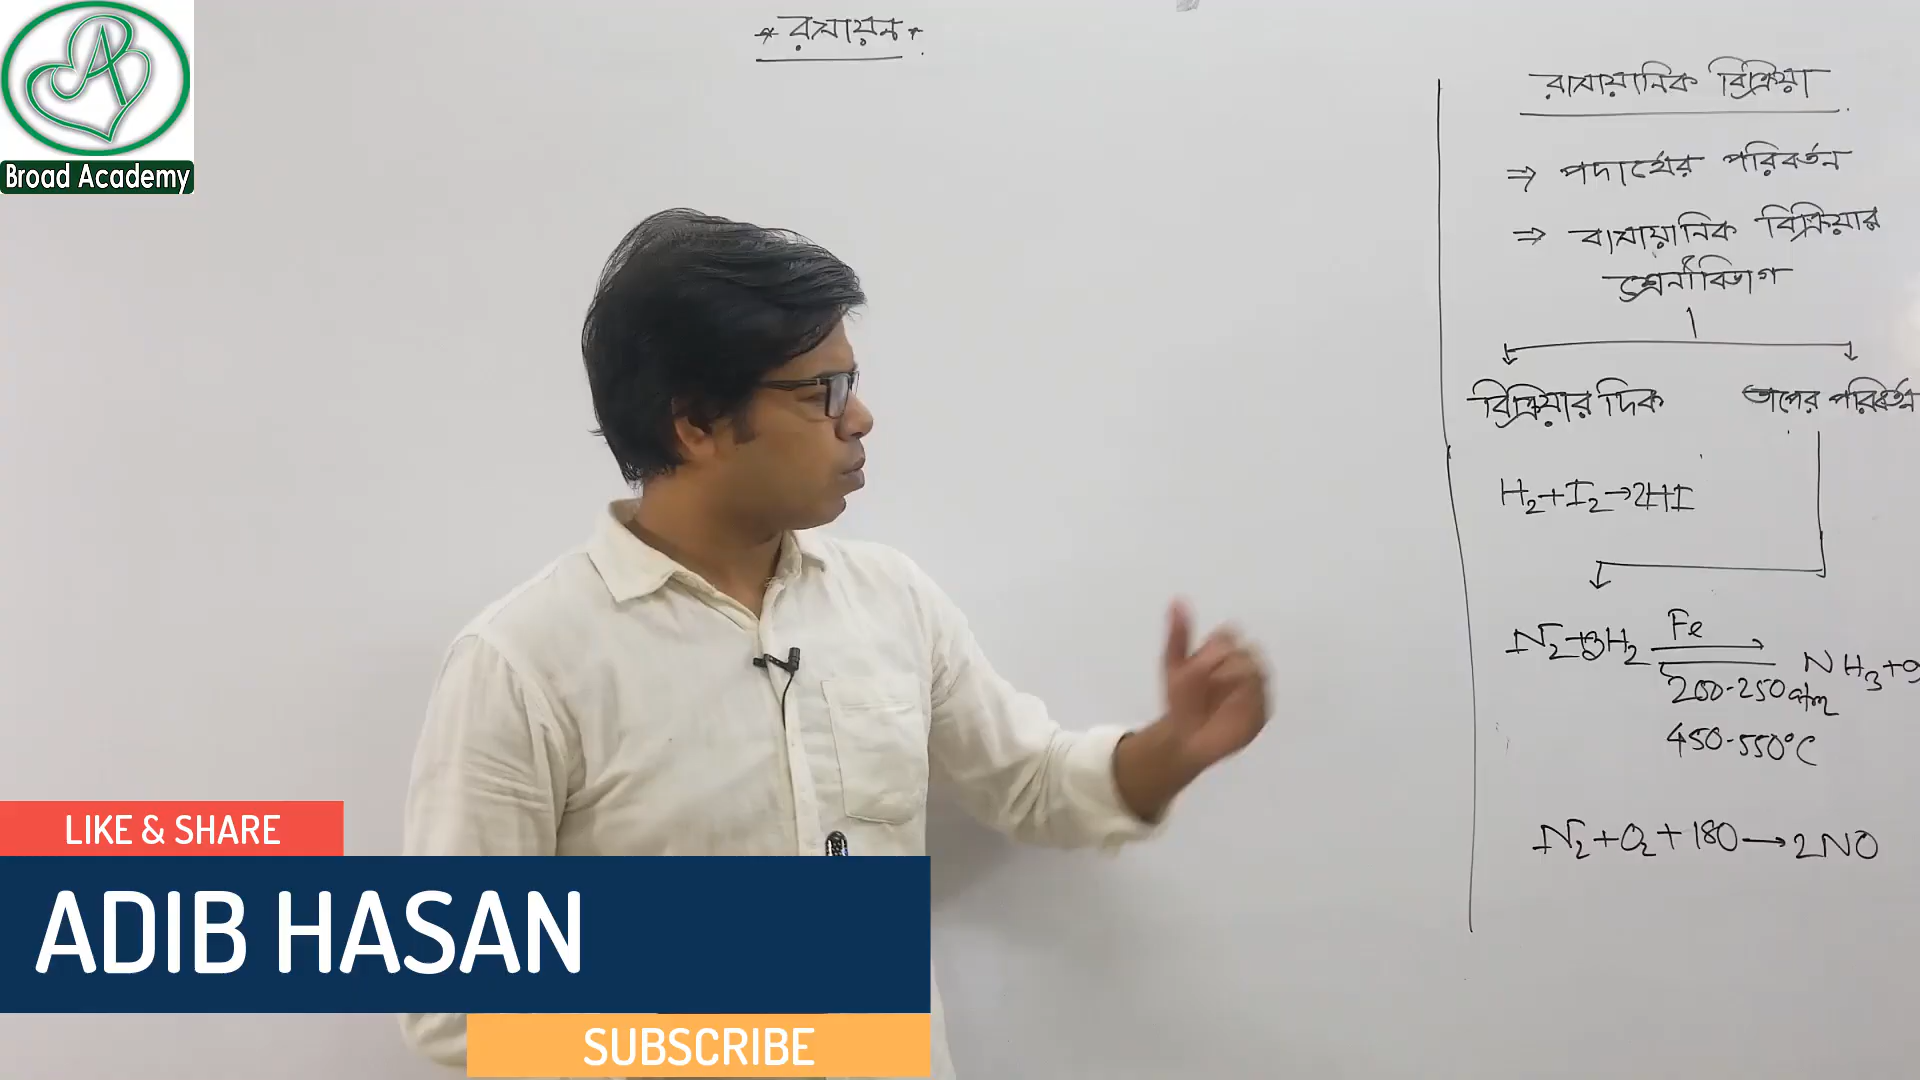 Broad Academy
* রসায়ন *
রাসায়নিক বিক্রিয়া
⇒ পদার্থের পরিবর্তন
⇒ রাসায়নিক বিক্রিয়ার
শ্রেণীবিভাগ
বিক্রিয়ার দিক তাপের পরিবর্তন
H₂+I₂→2HI
N₂+3H₂ Fe NH₃+9
200-250 atm
450-550°C
N₂+O₂+180→2NO
LIKE & SHARE
ADIB HASAN
SUBSCRIBE